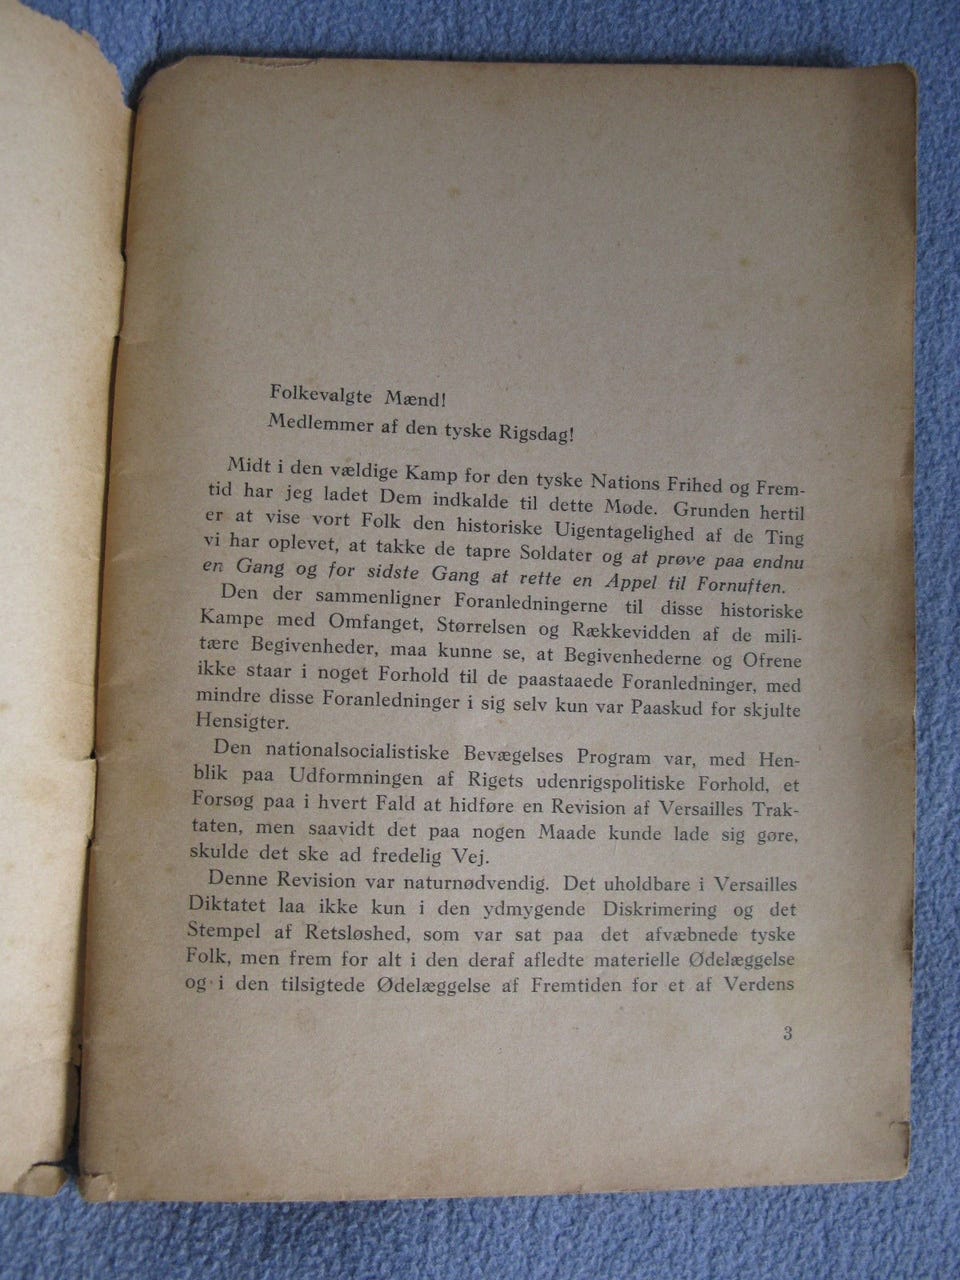 Folkevalgte Mænd!
Medlemmer af den tyske Rigsdag!
Midt i den vældige Kamp for den tyske Nations Frihed og Frem-
tid har jeg ladet Dem indkalde til dette Møde. Grunden hertil
er at vise vort Folk den historiske Uigentagelighed af de Ting
vi har oplevet, at takke de tapre Soldater og at prøve paa endnu
en Gang og for sidste Gang at rette en Appel til Fornuften.
Den der sammenligner Foranledningerne til disse historiske
Kampe med Omfanget, Størrelsen og Rækkevidden af de mili-
tære Begivenheder, maa kunne se, at Begivenhederne og Ofrene
ikke staar i noget Forhold til de paastaaede Foranledninger, med
mindre disse Foranledninger i sig selv kun var Paaskud for skjulte
Hensigter.
Den nationalsocialistiske Bevægelses Program var, med Hen-
blik paa Udformningen af Rigets udenrigspolitiske Forhold, et
Forsøg paa i hvert Fald at hidføre en Revision af Versailles Trak-
taten, men saavidt det paa nogen Maade kunde lade sig gøre,
skulde det ske ad fredelig Vej.
Denne Revision var naturnødvendig. Det uholdbare i Versailles
Diktatet laa ikke kun i den ydmygende Diskrimering og det
Stempel af Retsløshed, som var sat paa det afvæbnede tyske
Folk, men frem for alt i den deraf afledte materielle Ødelæggelse
og i den tilsigtede Ødelæggelse af Fremtiden for et af Verdens
3